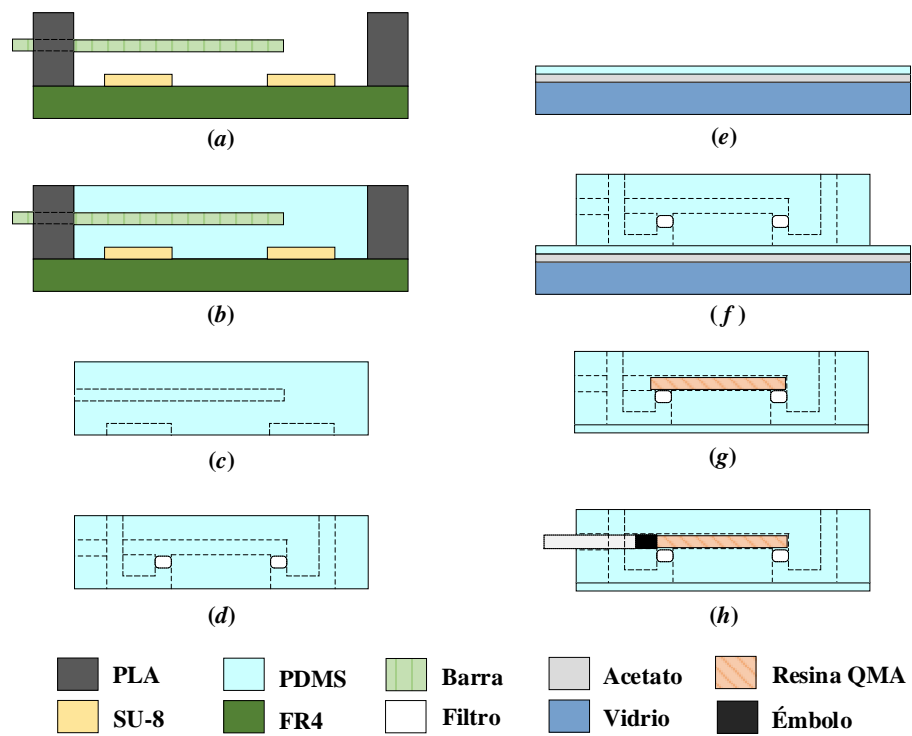 (a)
(e)
(b)
(f)
(c)
(g)
(d)
(h)
PLA PDMS Barra Acetato Resina QMA
SU-8 FR4 Filtro Vidrio Émbolo